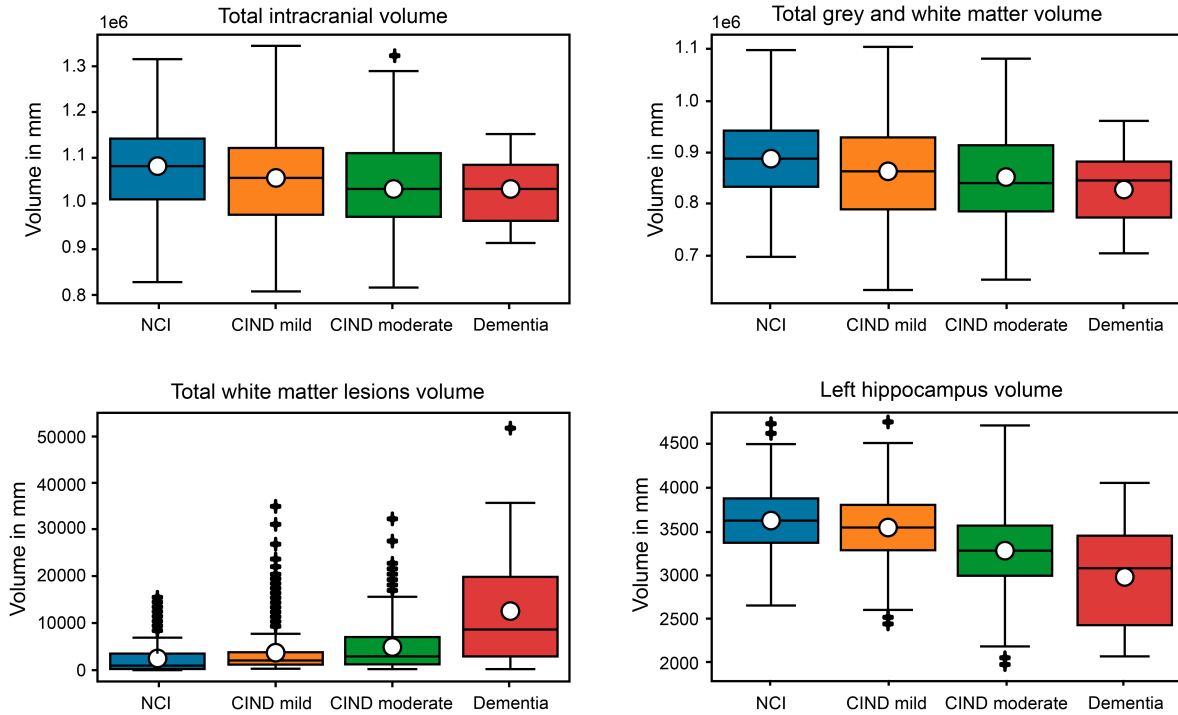 Total intracranial volume
1e6
Volume in mm
1.3
1.2
1.1
1.0
0.9
0.8
NCI
CIND mild
CIND moderate
Dementia
Total grey and white matter volume
1e6
Volume in mm
1.1
1.0
0.9
0.8
0.7
NCI
CIND mild
CIND moderate
Dementia
Total white matter lesions volume
Volume in mm
50000
40000
30000
20000
10000
0
NCI
CIND mild
CIND moderate
Dementia
Left hippocampus volume
Volume in mm
4500
4000
3500
3000
2500
2000
NCI
CIND mild
CIND moderate
Dementia